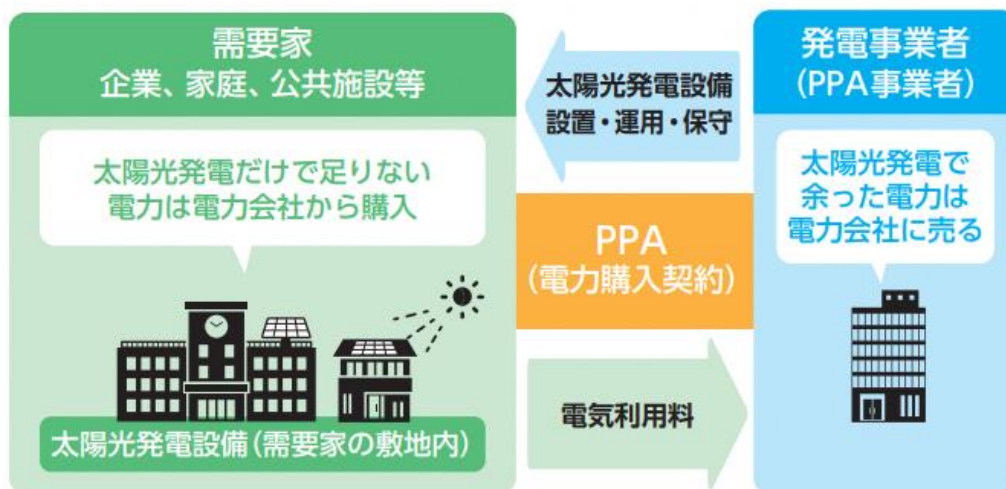 需要家
企業、家庭、公共施設等
太陽光発電だけで足りない
電力は電力会社から購入
太陽光発電設備(需要家の敷地内)
太陽光発電設備
設置・運用・保守
PPA
(電力購入契約)
電気利用料
発電事業者
(PPA事業者)
太陽光発電で
余った電力は
電力会社に売る